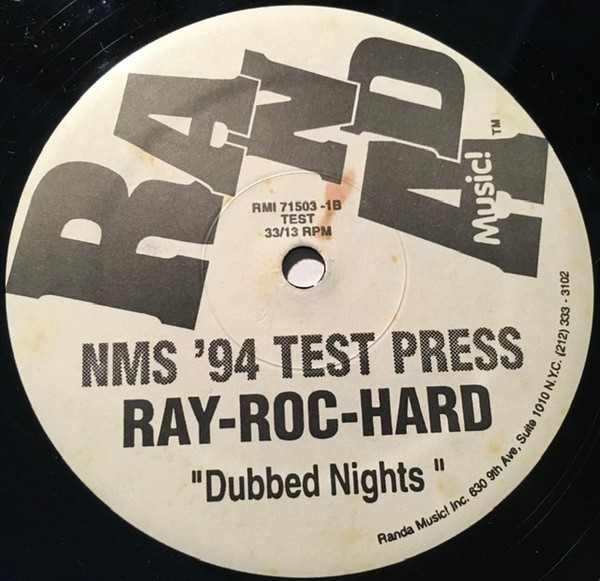 RANDA
Music!™
RMI 71503 -1B
TEST
33/13 RPM
NMS '94 TEST PRESS
RAY-ROC-HARD
"Dubbed Nights "
Randa Music! Inc. 630 9th Ave, Suite 1010 N.Y.C. (212) 333 - 3102